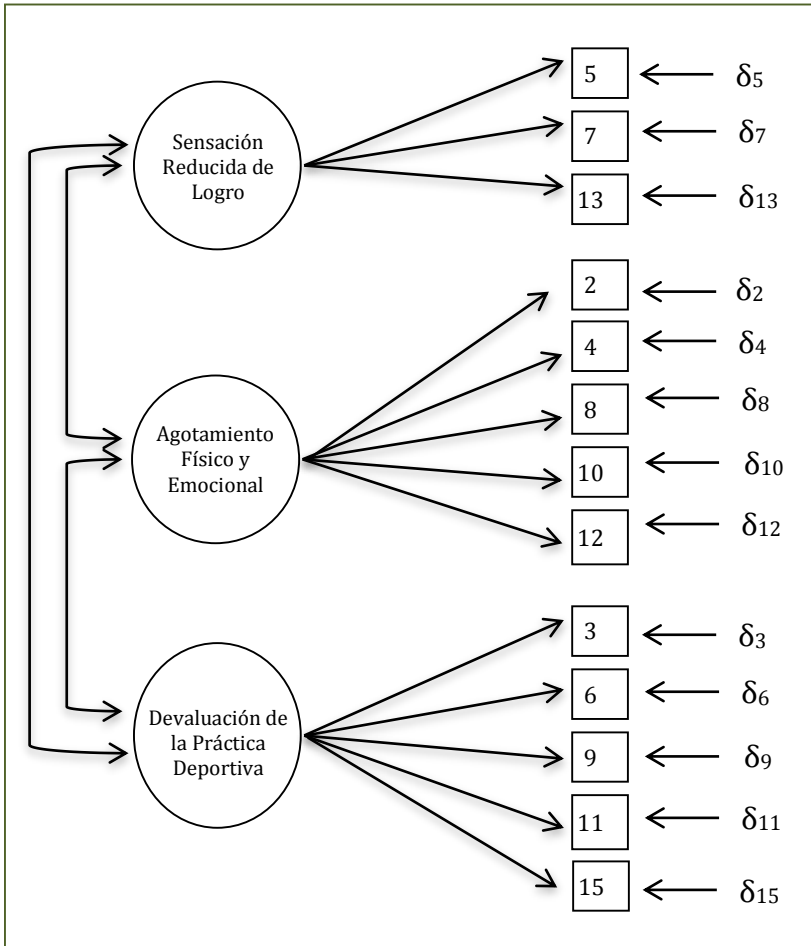 Sensación
Reducida de
Logro
5
δ5
7
δ7
13
δ13
Agotamiento
Físico y
Emocional
2
δ2
4
δ4
8
δ8
10
δ10
12
δ12
Devaluación de
la Práctica
Deportiva
3
δ3
6
δ6
9
δ9
11
δ11
15
δ15